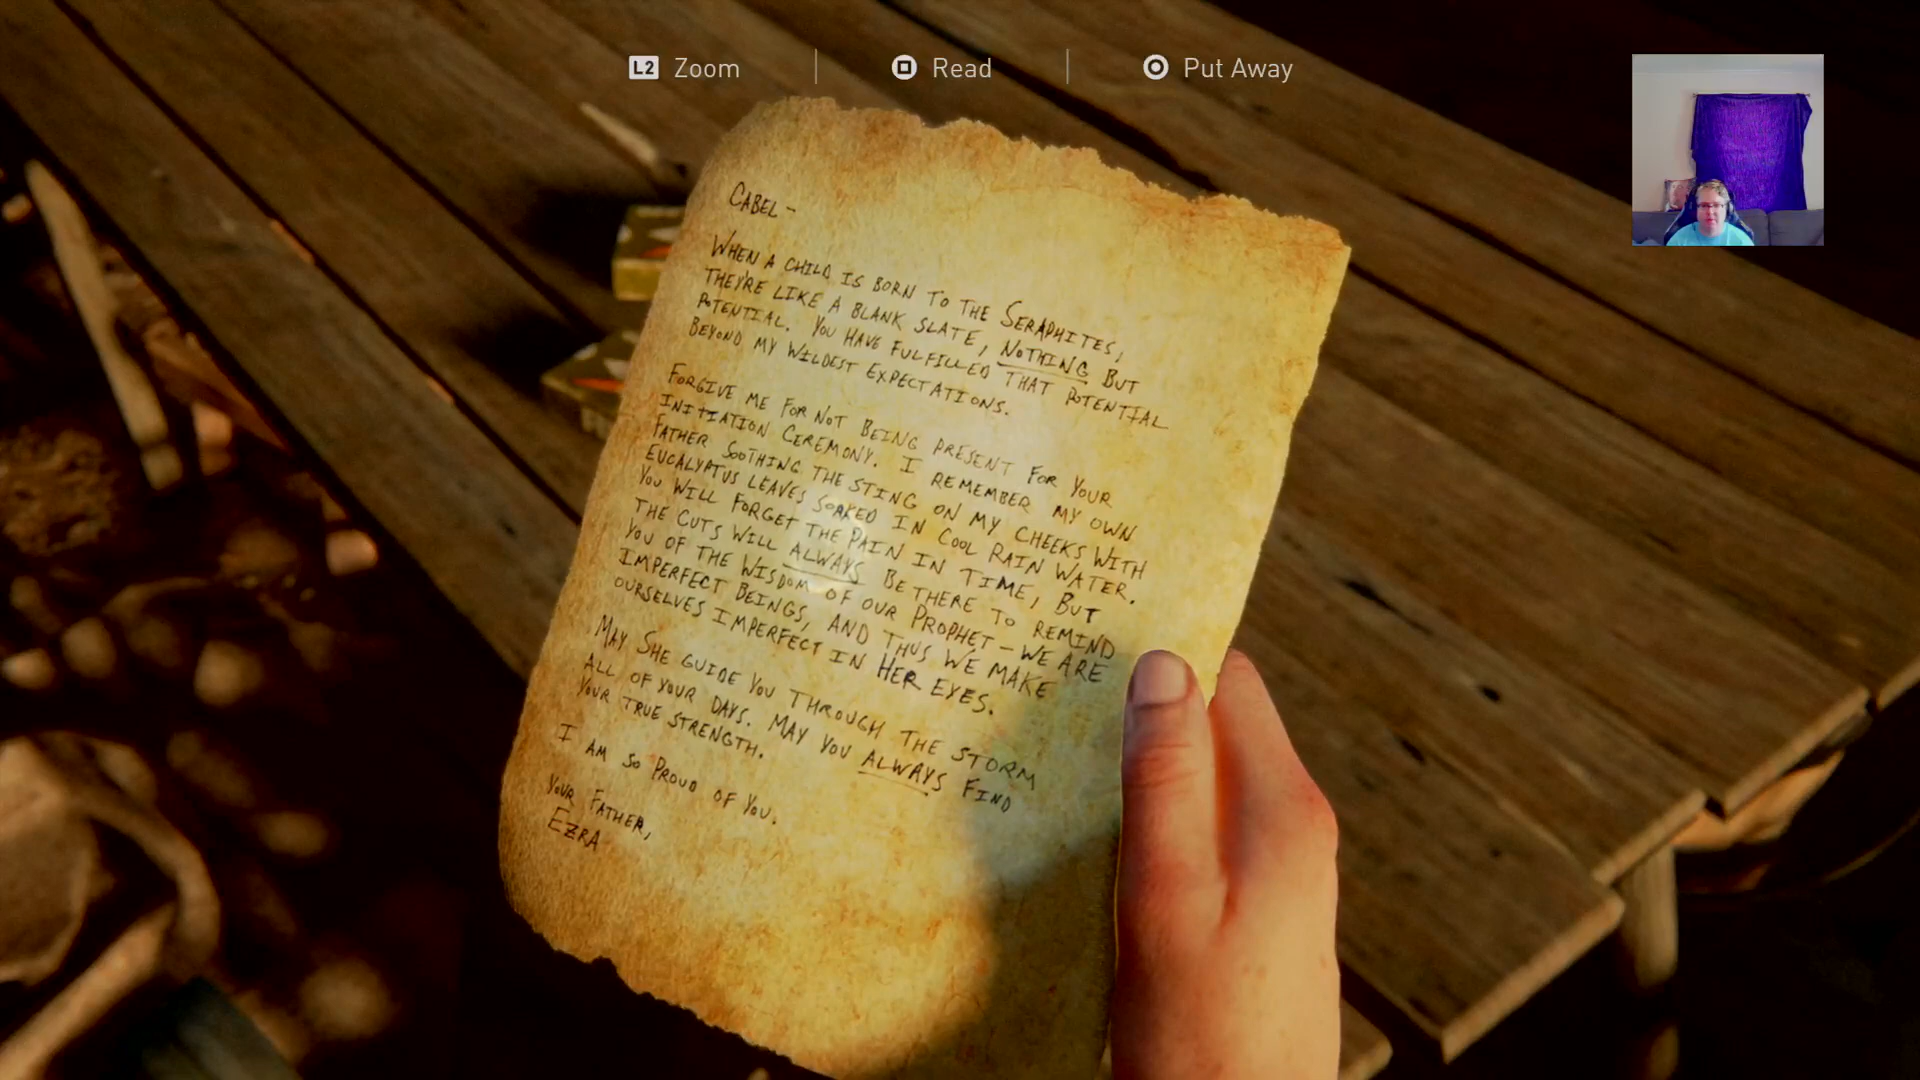 L2 Zoom
Read
Put Away
CABEL -
WHEN A CHILD IS BORN TO THE SERAPHITES,
THEY'RE LIKE A BLANK SLATE, NOTHING BUT
POTENTIAL. YOU HAVE FULFILLED THAT POTENTIAL
BEYOND MY WILDEST EXPECTATIONS.
FORGIVE ME FOR NOT BEING PRESENT FOR YOUR
INITIATION CEREMONY. I REMEMBER MY OWN
FATHER SOOTHING THE STING ON MY CHEEKS WITH
EUCALYPTUS LEAVES SOAKED IN COOL RAIN WATER.
YOU WILL FORGET THE PAIN IN TIME, BUT
THE CUTS WILL ALWAYS BE THERE TO REMIND
YOU OF THE WISDOM OF OUR PROPHET - WE ARE
IMPERFECT BEINGS, AND THUS WE MAKE
OURSELVES IMPERFECT IN HER EYES.
MAY SHE GUIDE YOU THROUGH THE STORM
ALL OF YOUR DAYS. MAY YOU ALWAYS FIND
YOUR TRUE STRENGTH.
I AM SO PROUD OF YOU.
YOUR FATHER,
EZRA